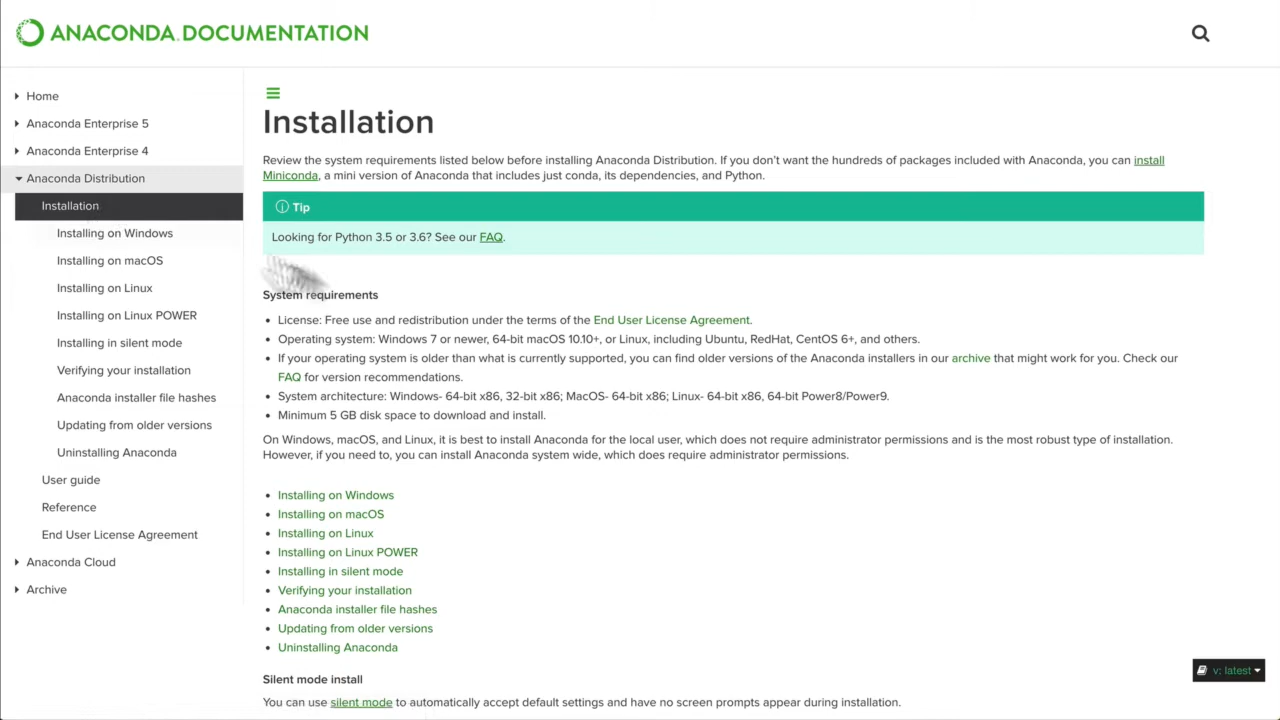 ANACONDA.DOCUMENTATION
Home
Anaconda Enterprise 5
Anaconda Enterprise 4
Anaconda Distribution
Installation
Installing on Windows
Installing on macOS
Installing on Linux
Installing on Linux POWER
Installing in silent mode
Verifying your installation
Anaconda installer file hashes
Updating from older versions
Uninstalling Anaconda
User guide
Reference
End User License Agreement
Anaconda Cloud
Archive
Installation
Review the system requirements listed below before installing Anaconda Distribution. If you don’t want the hundreds of packages included with Anaconda, you can install
Miniconda, a mini version of Anaconda that includes just conda, its dependencies, and Python.
Tip
Looking for Python 3.5 or 3.6? See our FAQ.
System requirements
• License: Free use and redistribution under the terms of the End User License Agreement.
• Operating system: Windows 7 or newer, 64-bit macOS 10.10+, or Linux, including Ubuntu, RedHat, CentOS 6+, and others.
• If your operating system is older than what is currently supported, you can find older versions of the Anaconda installers in our archive that might work for you. Check our
FAQ for version recommendations.
• System architecture: Windows- 64-bit x86, 32-bit x86; MacOS- 64-bit x86; Linux- 64-bit x86, 64-bit Power8/Power9.
• Minimum 5 GB disk space to download and install.
On Windows, macOS, and Linux, it is best to install Anaconda for the local user, which does not require administrator permissions and is the most robust type of installation.
However, if you need to, you can install Anaconda system wide, which does require administrator permissions.
• Installing on Windows
• Installing on macOS
• Installing on Linux
• Installing on Linux POWER
• Installing in silent mode
• Verifying your installation
• Anaconda installer file hashes
• Updating from older versions
• Uninstalling Anaconda
Silent mode install
You can use silent mode to automatically accept default settings and have no screen prompts appear during installation.
v: latest